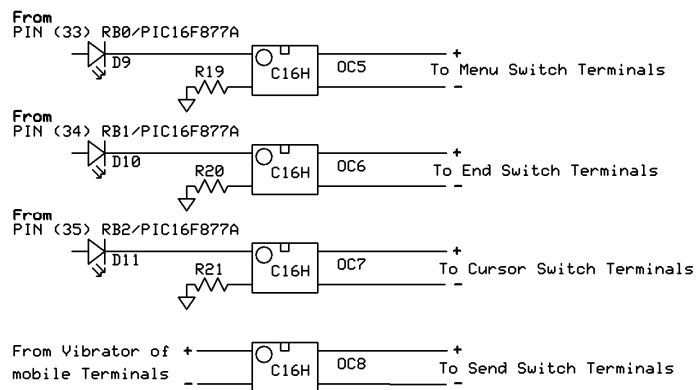 From
PIN (33) RB0/PIC16F877A
D9
R19
C16H
OC5
+
To Menu Switch Terminals
-
From
PIN (34) RB1/PIC16F877A
D10
R20
C16H
OC6
+
To End Switch Terminals
-
From
PIN (35) RB2/PIC16F877A
D11
R21
C16H
OC7
+
To Cursor Switch Terminals
-
From Vibrator of +
mobile Terminals -
C16H
OC8
+
To Send Switch Terminals
-